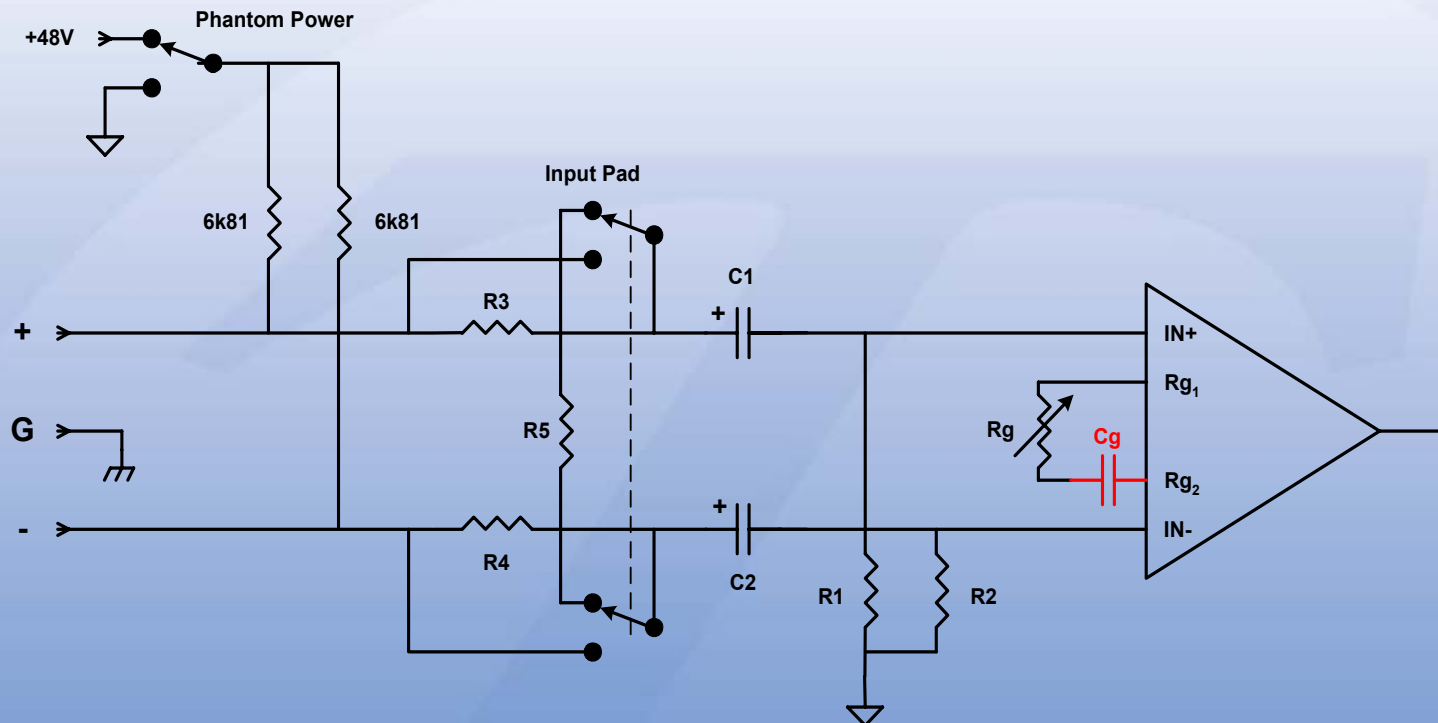 Phantom Power
+48V
6k81
6k81
Input Pad
R3
C1
+
+
IN+
Rg1
Rg
Cg
R5
G
Rg2
+
-
IN-
R4
C2
R1
R2